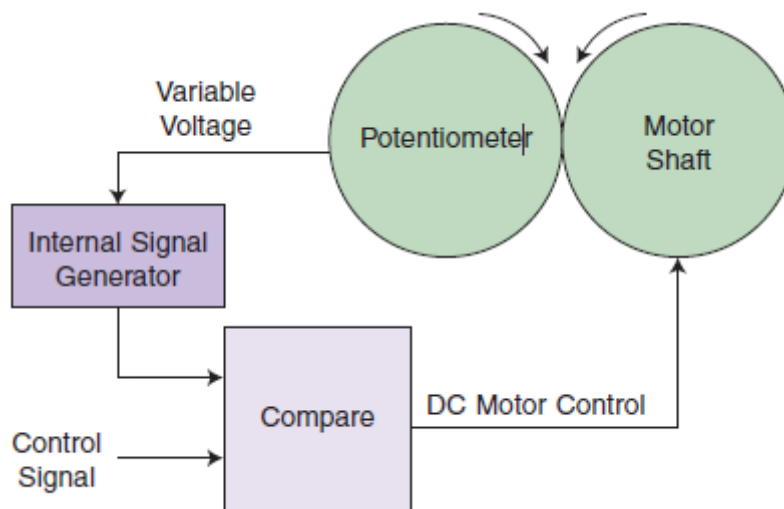 Variable
Voltage
Potentiometer
Motor
Shaft
Internal Signal
Generator
Compare
DC Motor Control
Control
Signal